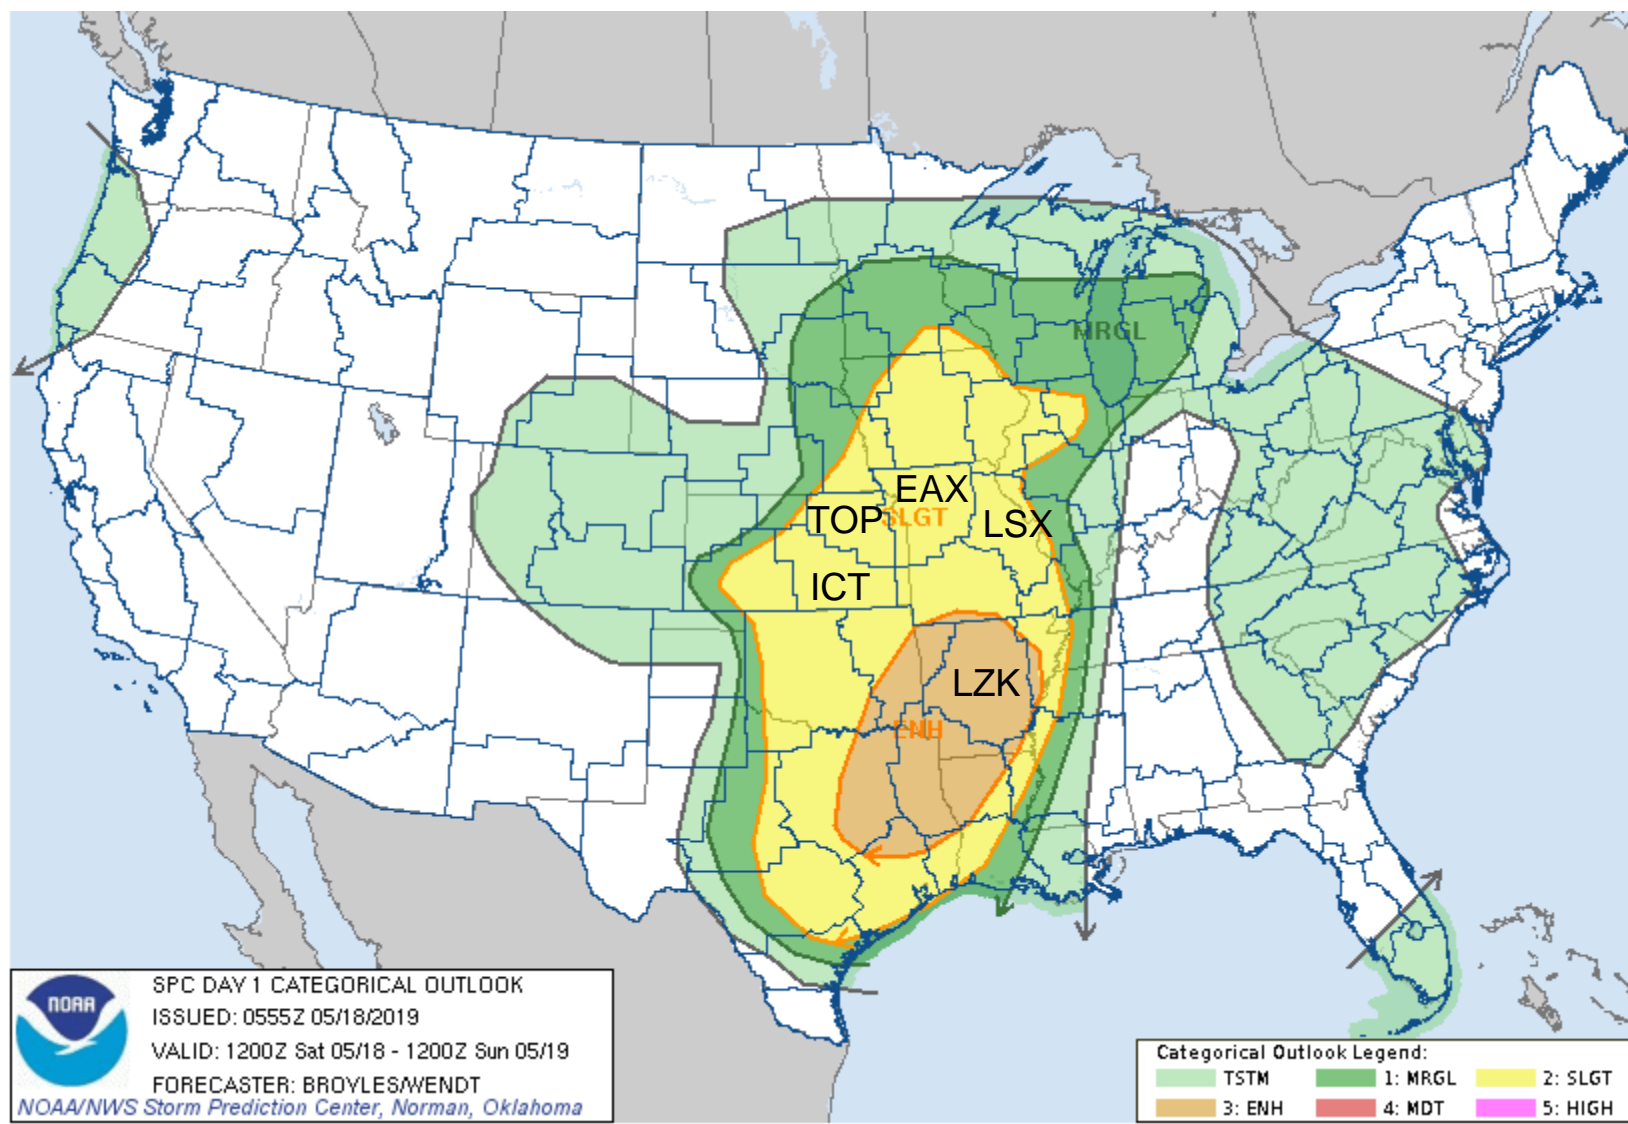 MRGL
EAX
TOP
SLGT
LSX
ICT
LZK
ENH
NOAA
SPC DAY 1 CATEGORICAL OUTLOOK
ISSUED: 0555Z 05/18/2019
VALID: 1200Z Sat 05/18 - 1200Z Sun 05/19
FORECASTER: BROYLES/WENDT
NOAA/NWS Storm Prediction Center, Norman, Oklahoma
Categorical Outlook Legend:
TSTM 1: MRGL 2: SLGT
3: ENH 4: MDT 5: HIGH